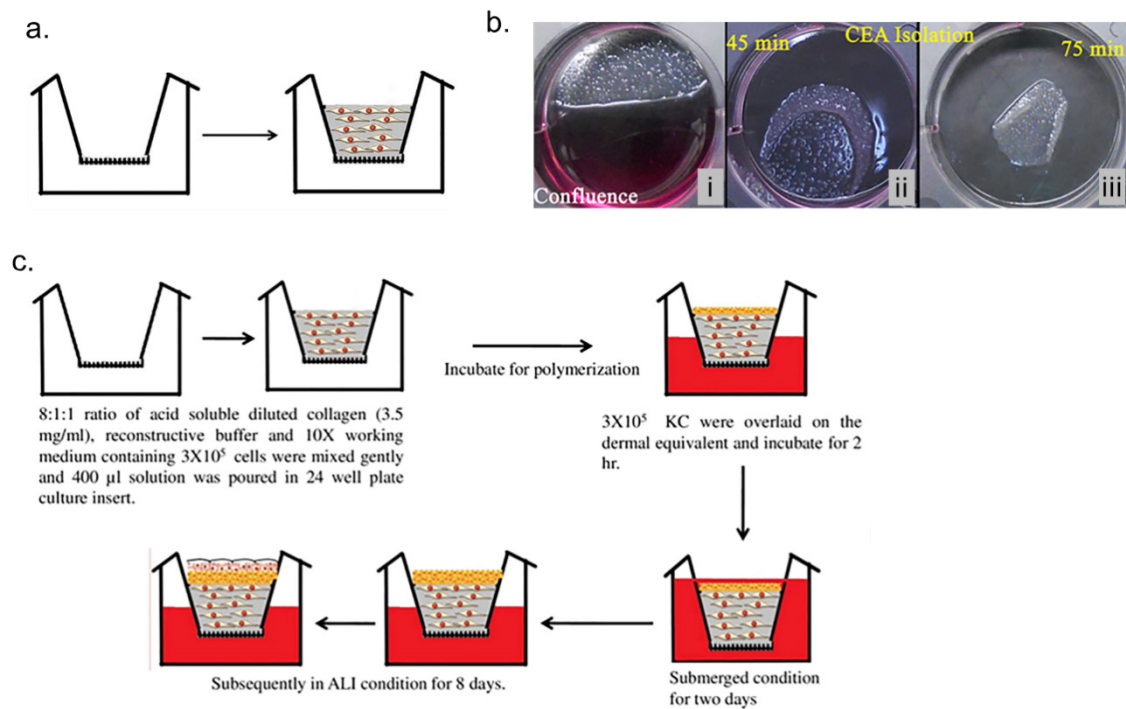 a.
b.
45 min
CEA Isolation
75 min
Confluence
i
ii
iii
c.
Incubate for polymerization
8:1:1 ratio of acid soluble diluted collagen (3.5
mg/ml), reconstructive buffer and 10X working
medium containing 3X10⁵ cells were mixed gently
and 400 µl solution was poured in 24 well plate
culture insert.
3X10⁵ KC were overlaid on the
dermal equivalent and incubate for 2
hr.
Subsequently in ALI condition for 8 days.
Submerged condition
for two days